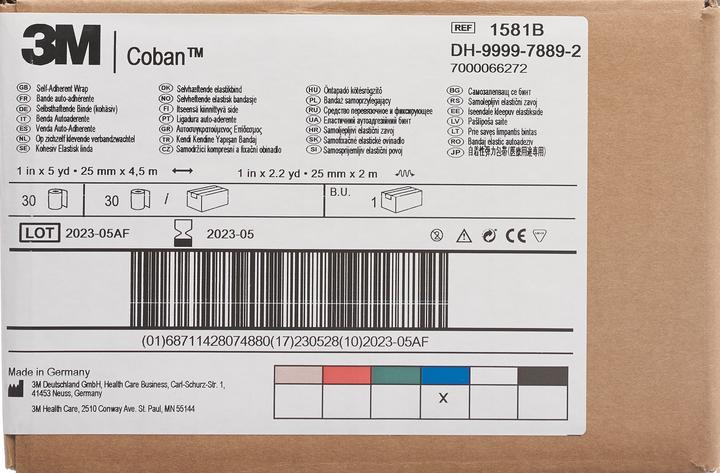 3M Coban™
REF 1581B
DH-9999-7889-2
7000066272
GB Self-Adherent Wrap
FR Bande auto-adhérente
DE Selbsthaftende Binde (kohäsiv)
IT Benda Autoaderente
ES Venda Auto-Adherente
NL Op zichzelf klevende verbandzwachtel
SE Kohesiv Elastisk linda
DK Selvhæftende elastikbind
NO Selvheftende elastisk bandasje
FI Itseensä kiinnittyvä side
PT Ligadura auto-aderente
GR Αυτοσυγκρατούμενος Επίδεσμος
TR Kendi Kendine Yapışan Bandaj
CZ Samodržící kompresní a fixační obinadlo
HU Öntapadó kötésrögzítő
PL Bandaż samoprzylegający
RU Средство перевязочное и фиксирующее
UA Еластичний аутоадгезивний бинт
HR Samoljepljivi elastični zavoj
SK Samofixačné elastické ovínadlo
SI Samosprijemljivi elastični povoj
BG Самозалепващ се бинт
RS Samolepljivi elastični zavoj
EE Iseendale kleepuv elastikside
LV Pašlīpoša saite
LT Prie savęs limpantis bintas
RO Bandaj elastic autoadeziv
JP 自着性弾力包帯(医療用専用)
1 in x 5 yd • 25 mm x 4,5 m
1 in x 2.2 yd • 25 mm x 2 m
30 30 / B.U. 1
LOT 2023-05AF 2023-05 CE
(01)68711428074880(17)230528(10)2023-05AF
Made in Germany
3M Deutschland GmbH, Health Care Business, Carl-Schurz-Str. 1,
41453 Neuss, Germany
3M Health Care, 2510 Conway Ave. St. Paul, MN 55144
X